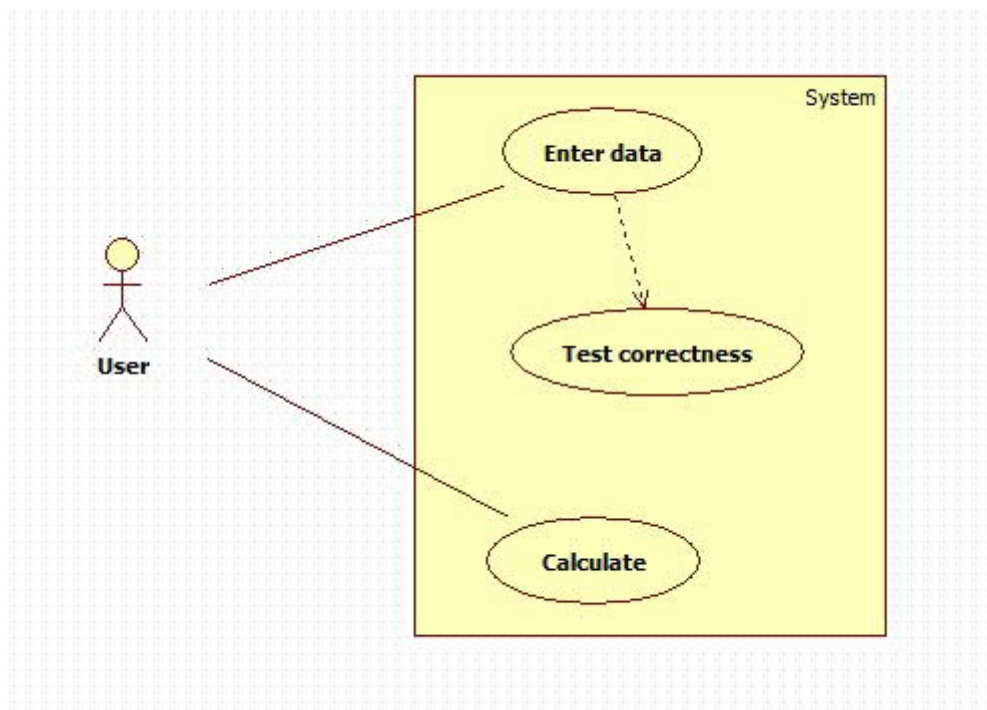 System
Enter data
Test correctness
User
Calculate